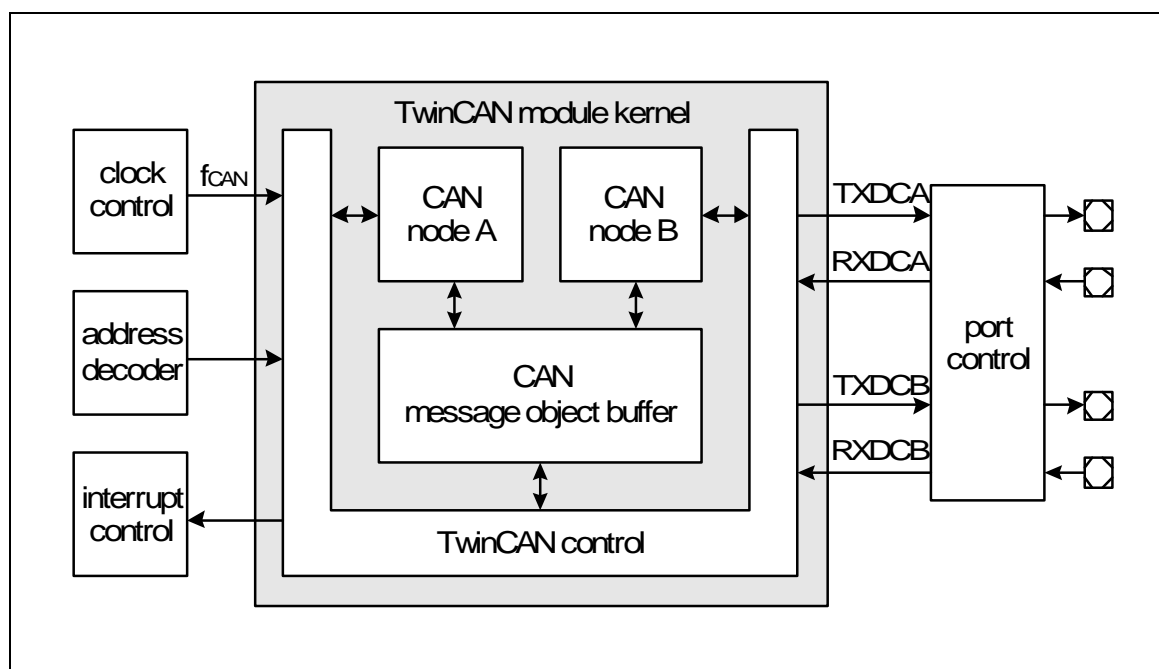 TwinCAN module kernel
clock
control
fCAN
address
decoder
interrupt
control
CAN
node A
CAN
node B
CAN
message object buffer
TwinCAN control
TXDCA
RXDCA
TXDCB
RXDCB
port
control